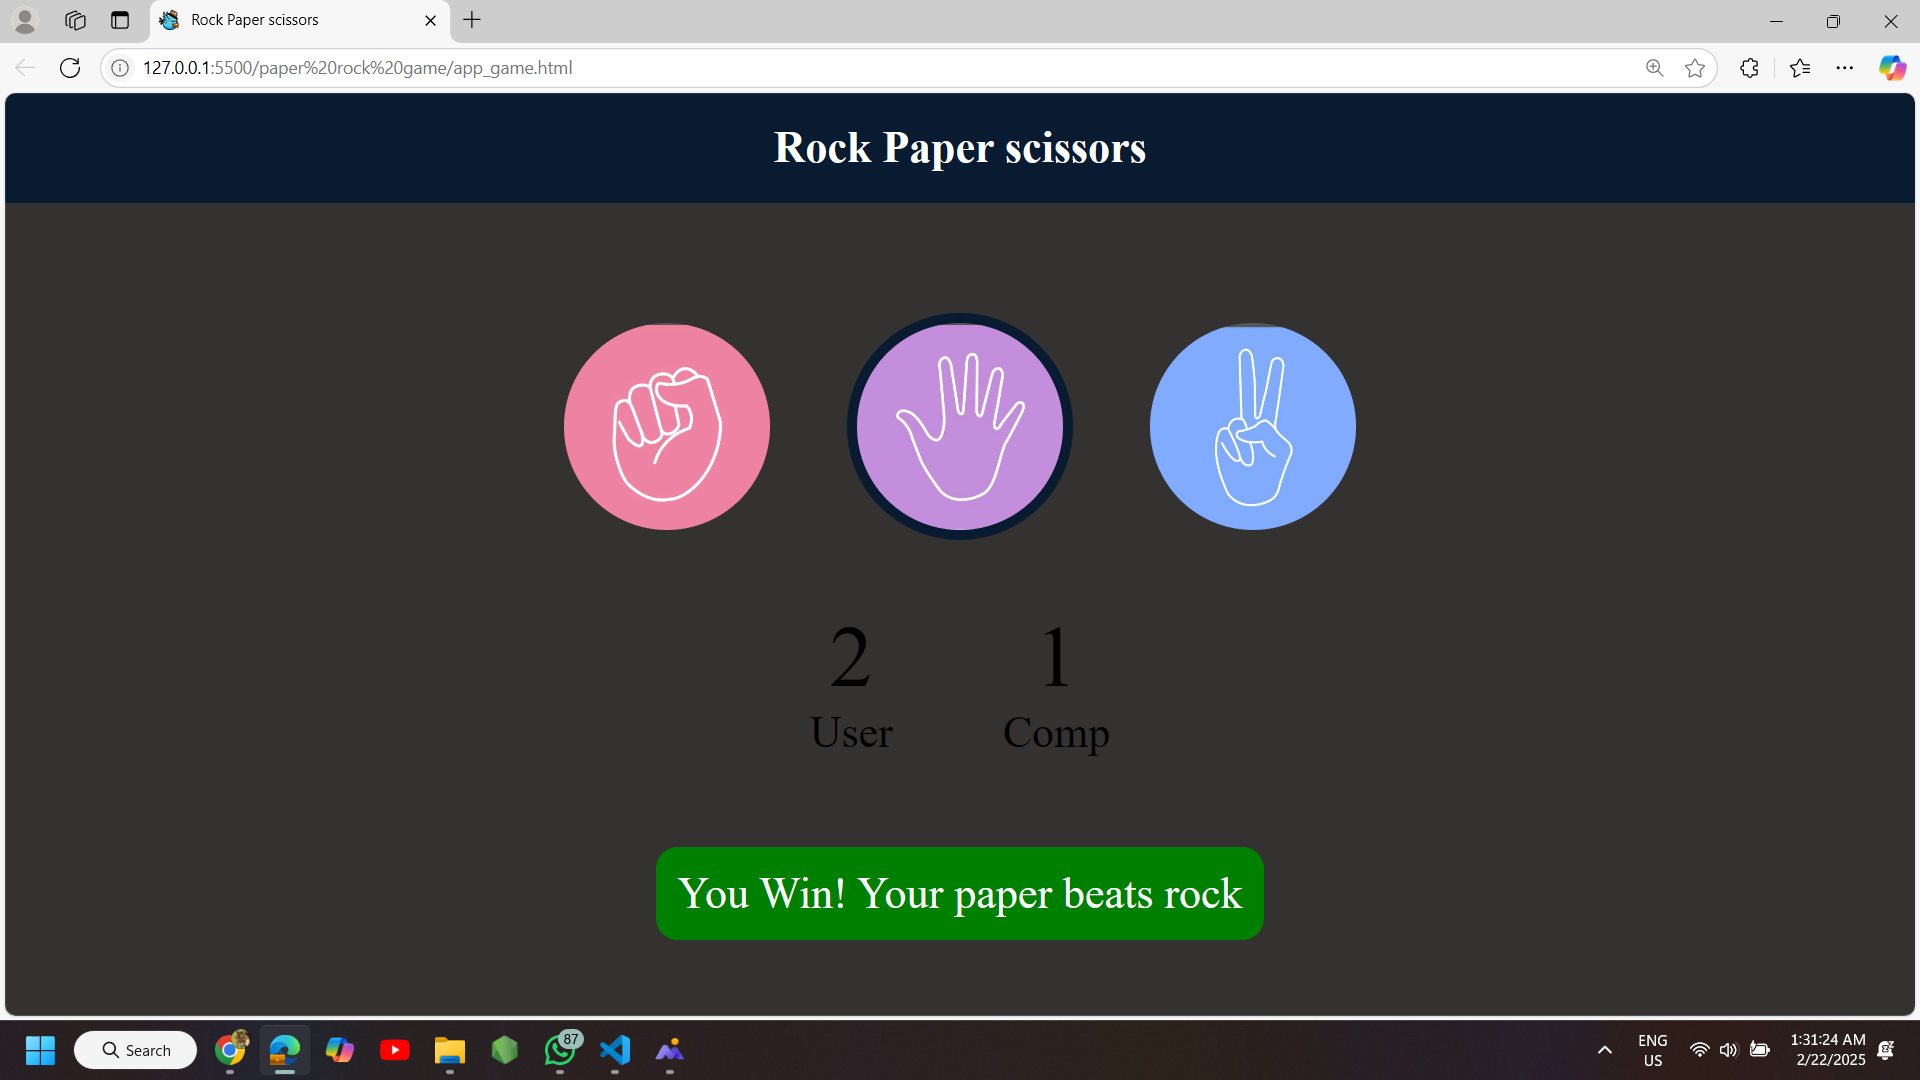 Rock Paper scissors
127.0.0.1:5500/paper%20rock%20game/app_game.html
Rock Paper scissors
2 1
User Comp
You Win! Your paper beats rock
Search
87
ENG
US
1:31:24 AM
2/22/2025